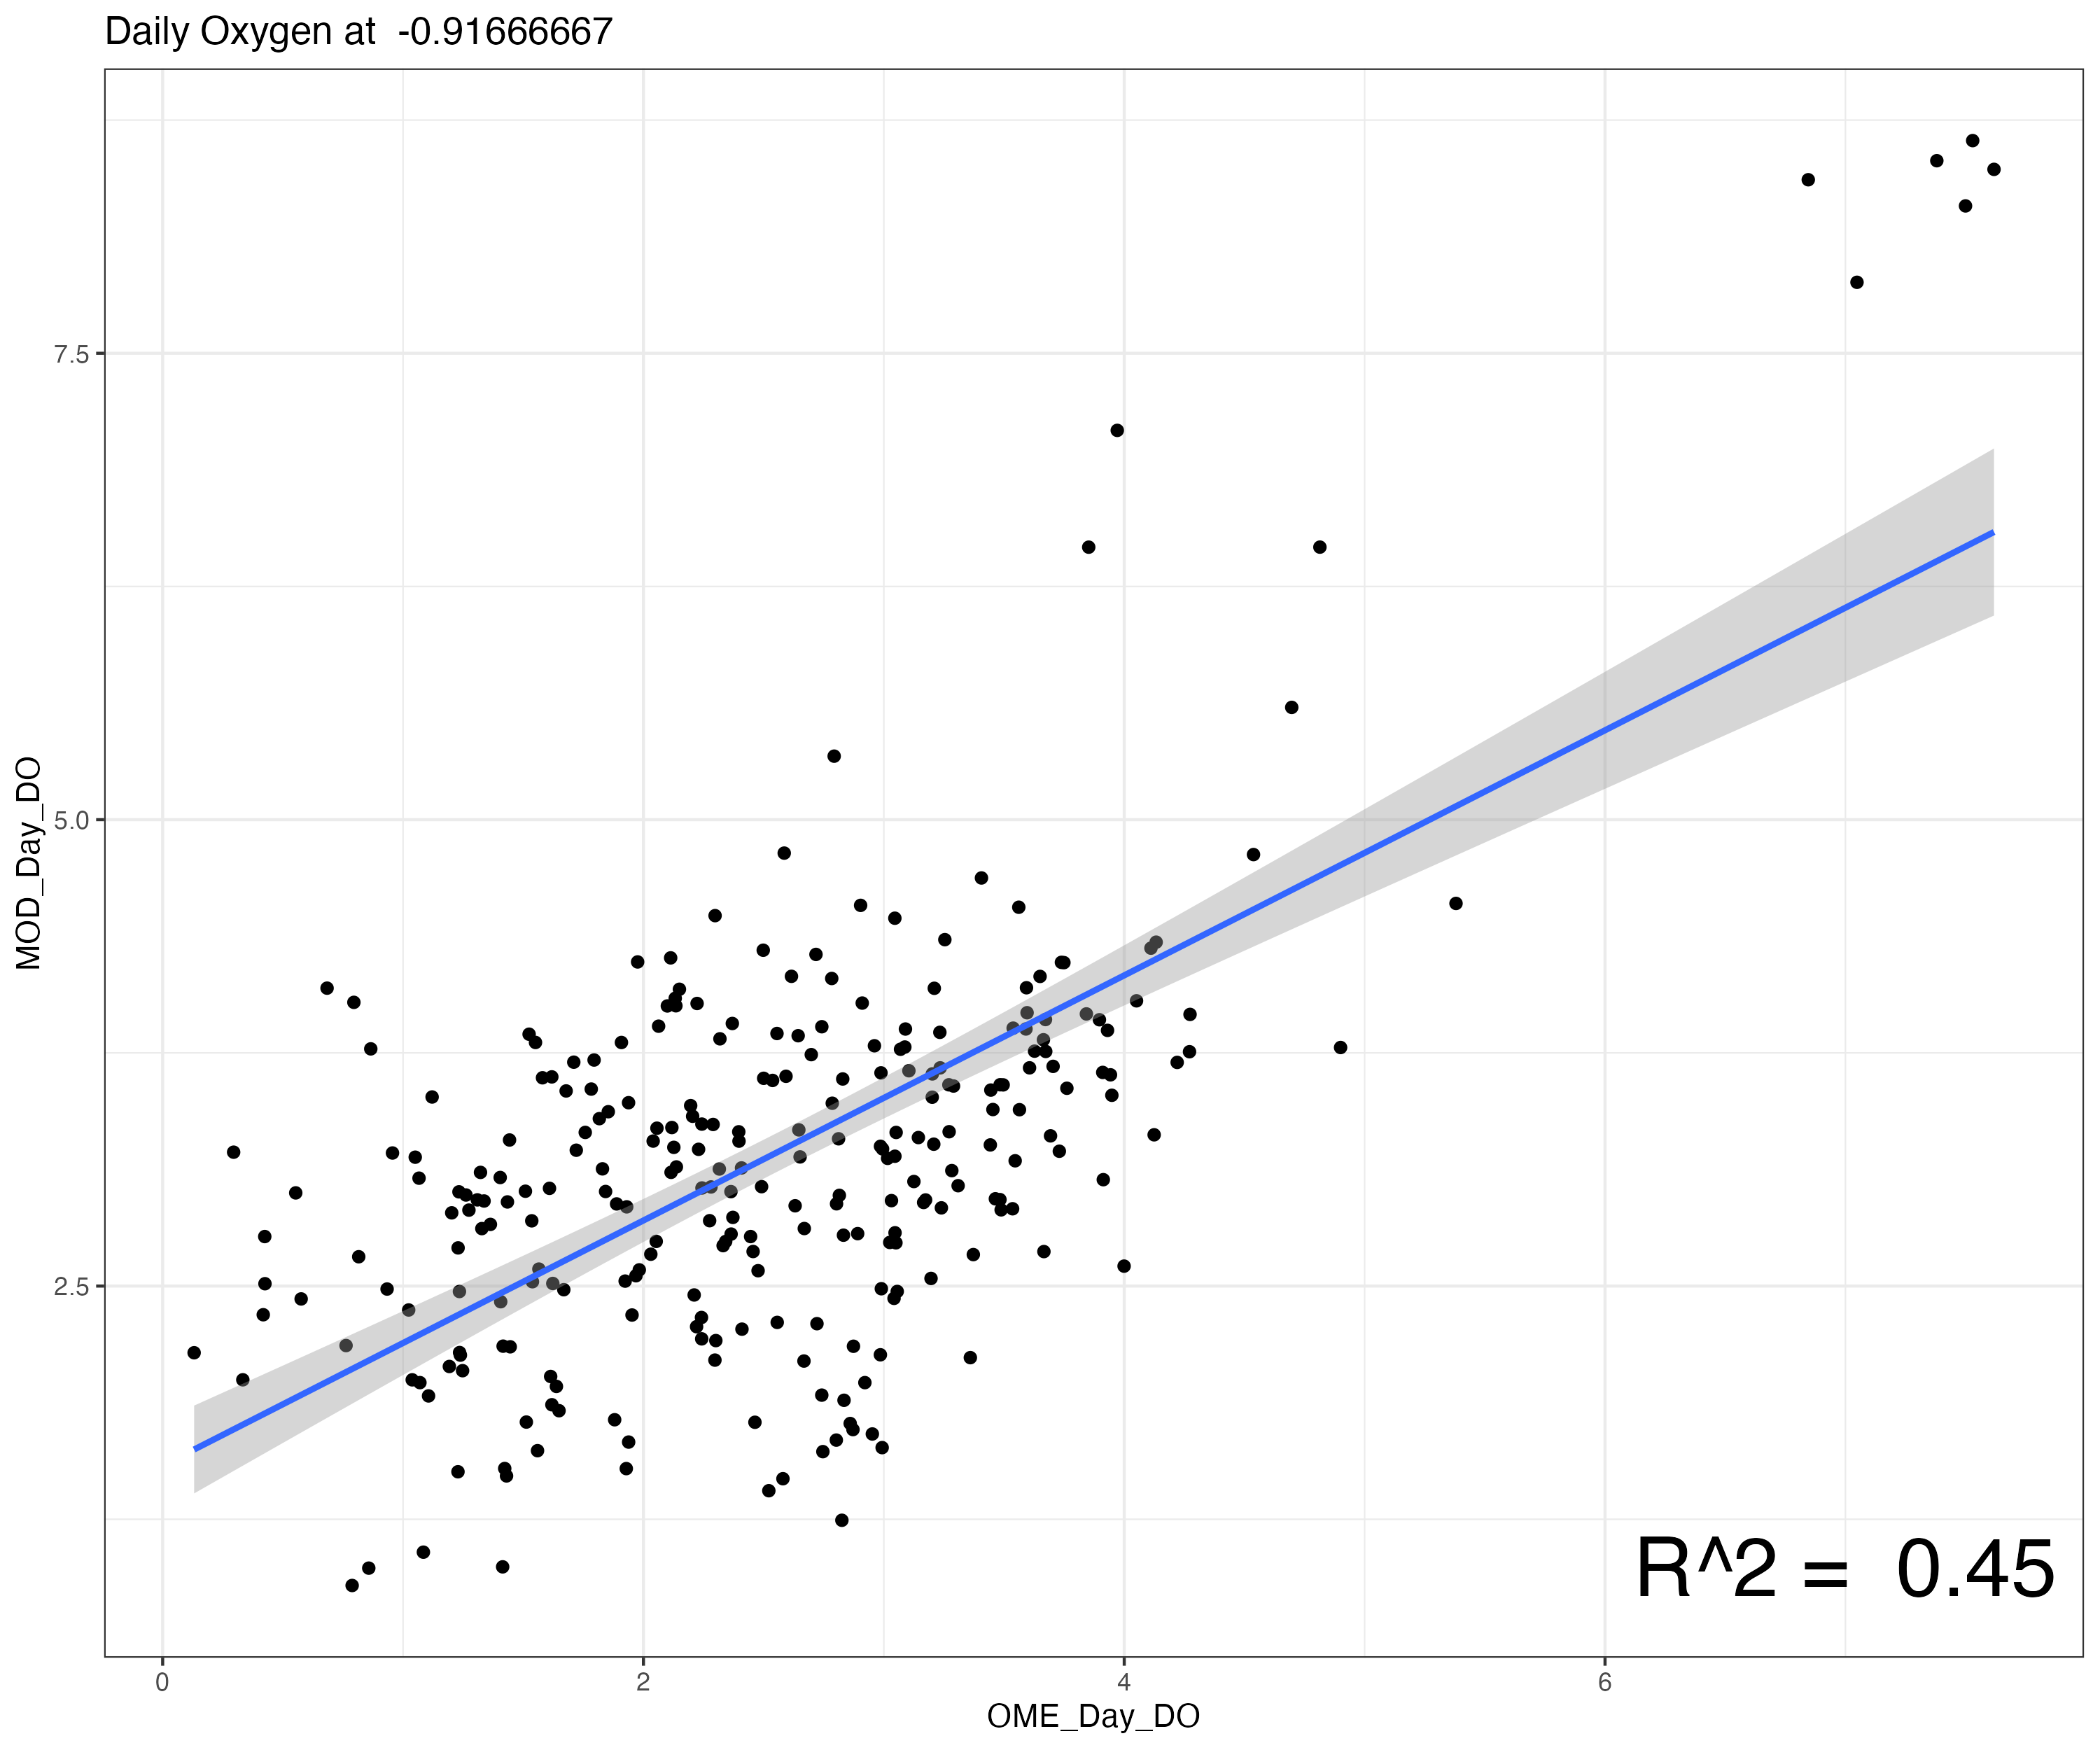 Daily Oxygen at  -0.91666667
7.5
5.0
2.5
MOD_Day_DO
R^2 =  0.45
0
2
4
6
OME_Day_DO